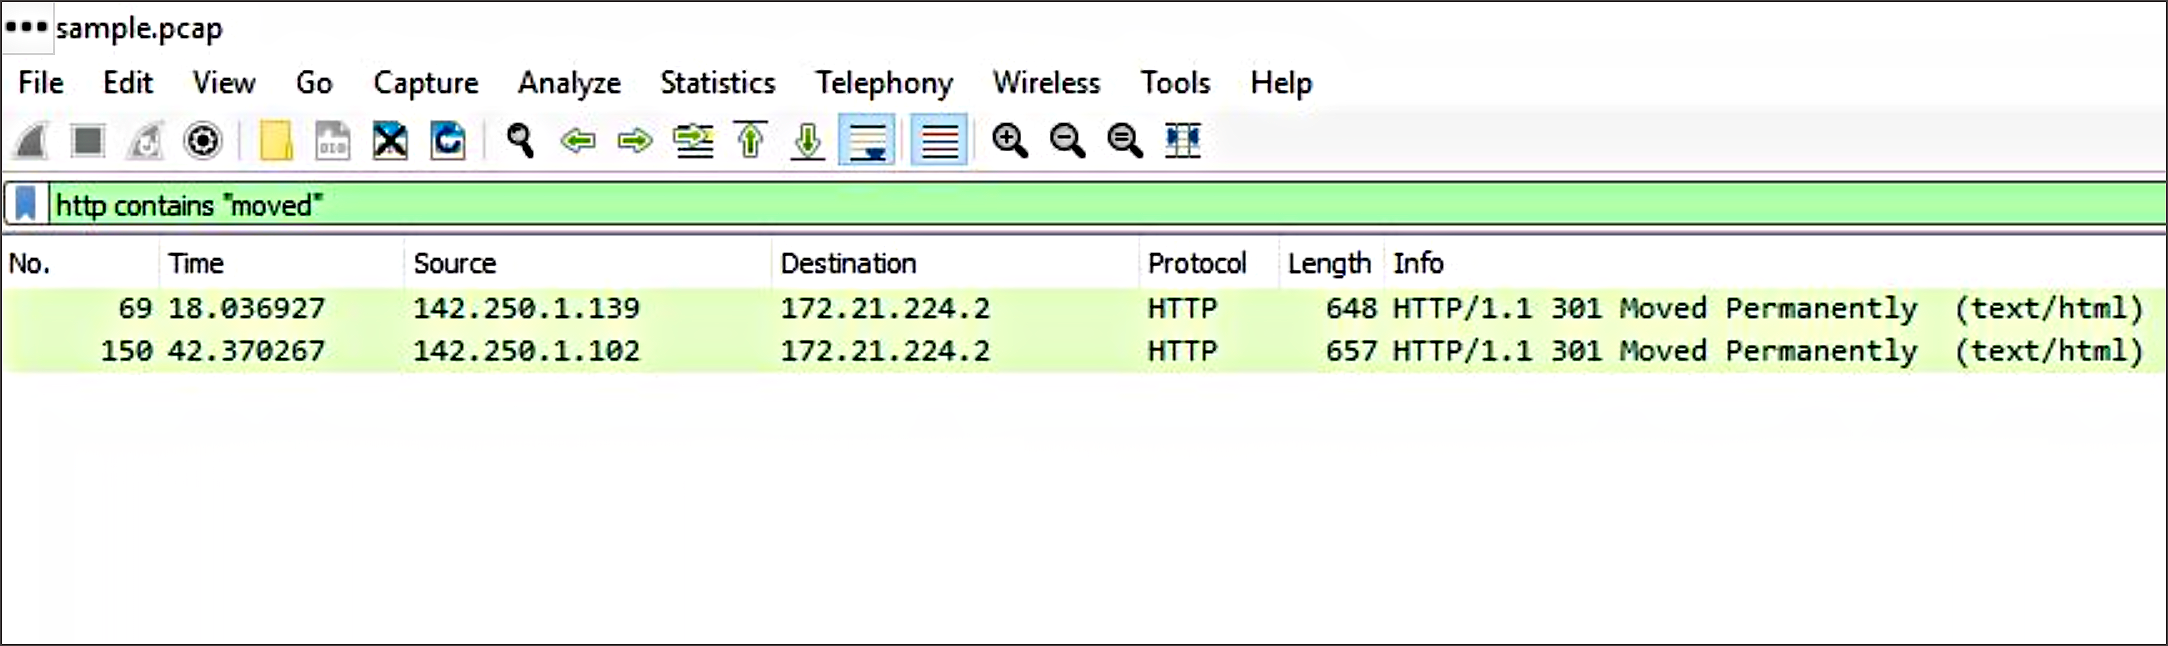 sample.pcap
File Edit View Go Capture Analyze Statistics Telephony Wireless Tools Help
http contains "moved"
No. Time Source Destination Protocol Length Info
69 18.036927 142.250.1.139 172.21.224.2 HTTP 648 HTTP/1.1 301 Moved Permanently (text/html)
150 42.370267 142.250.1.102 172.21.224.2 HTTP 657 HTTP/1.1 301 Moved Permanently (text/html)